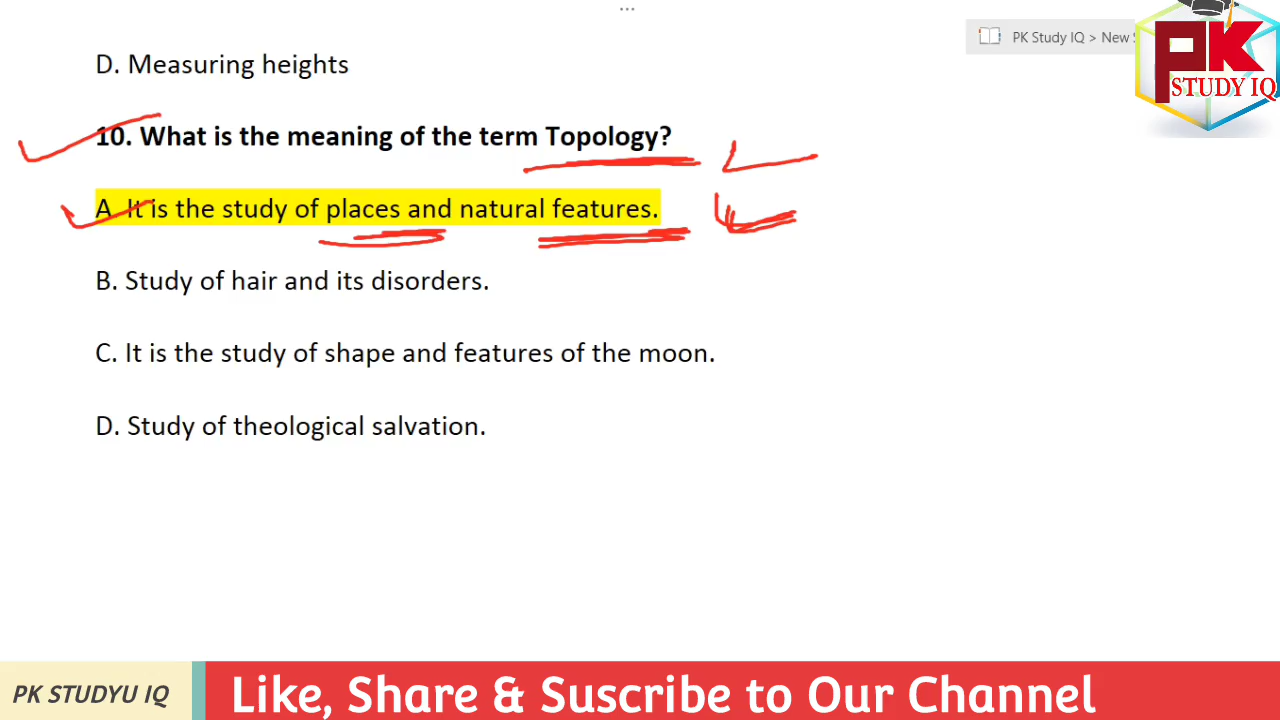 ...
D. Measuring heights
PK Study IQ > New S
PK
STUDY IQ
10. What is the meaning of the term Topology?
A. It is the study of places and natural features.
B. Study of hair and its disorders.
C. It is the study of shape and features of the moon.
D. Study of theological salvation.
PK STUDYU IQ
Like, Share & Suscribe to Our Channel